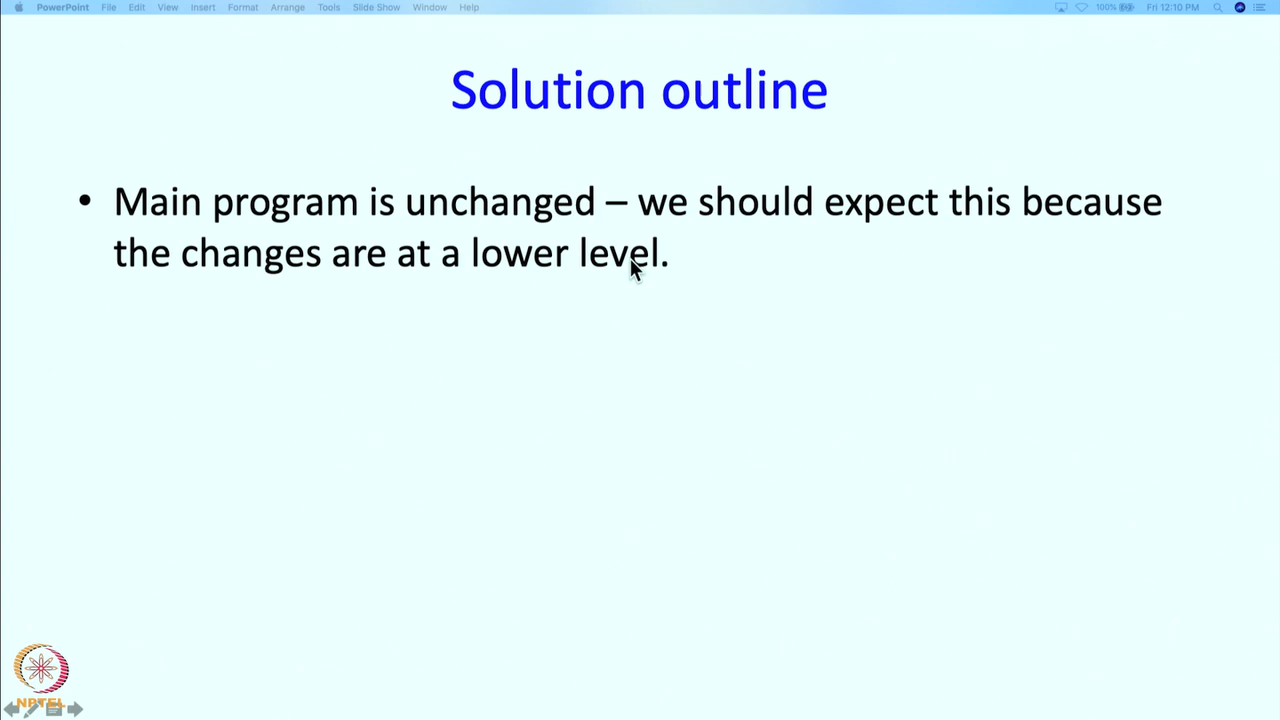 PowerPoint File Edit View Insert Format Arrange Tools Slide Show Window Help 100% Fri 12:10 PM
Solution outline
• Main program is unchanged – we should expect this because
the changes are at a lower level.
NPTEL